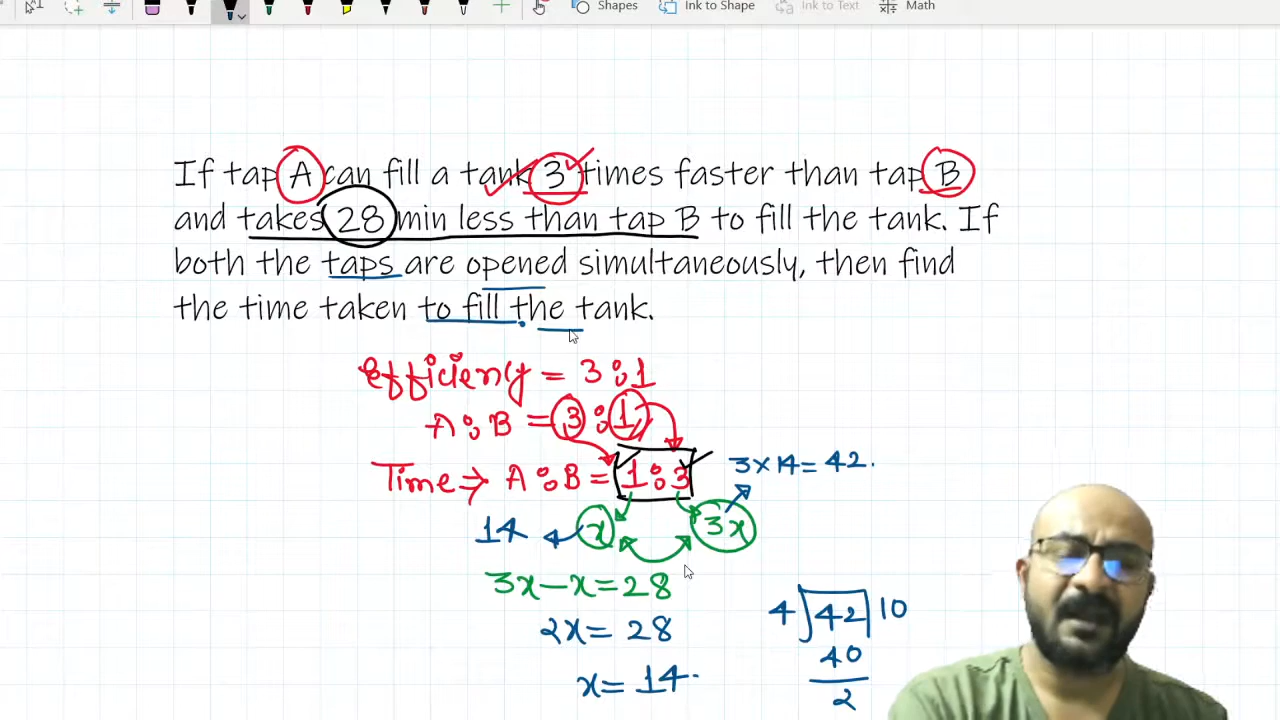 Shapes Ink to Shape Ink to Text Math
If tap A can fill a tank 3 times faster than tap B
and takes 28 min less than tap B to fill the tank. If
both the taps are opened simultaneously, then find
the time taken to fill the tank.
Efficiency = 3:1
A:B = 3:1
Time → A:B = 1:3
3×14=42.
14 ← x 3x
3x-x=28
2x = 28
x = 14.
4)42|10
40
2